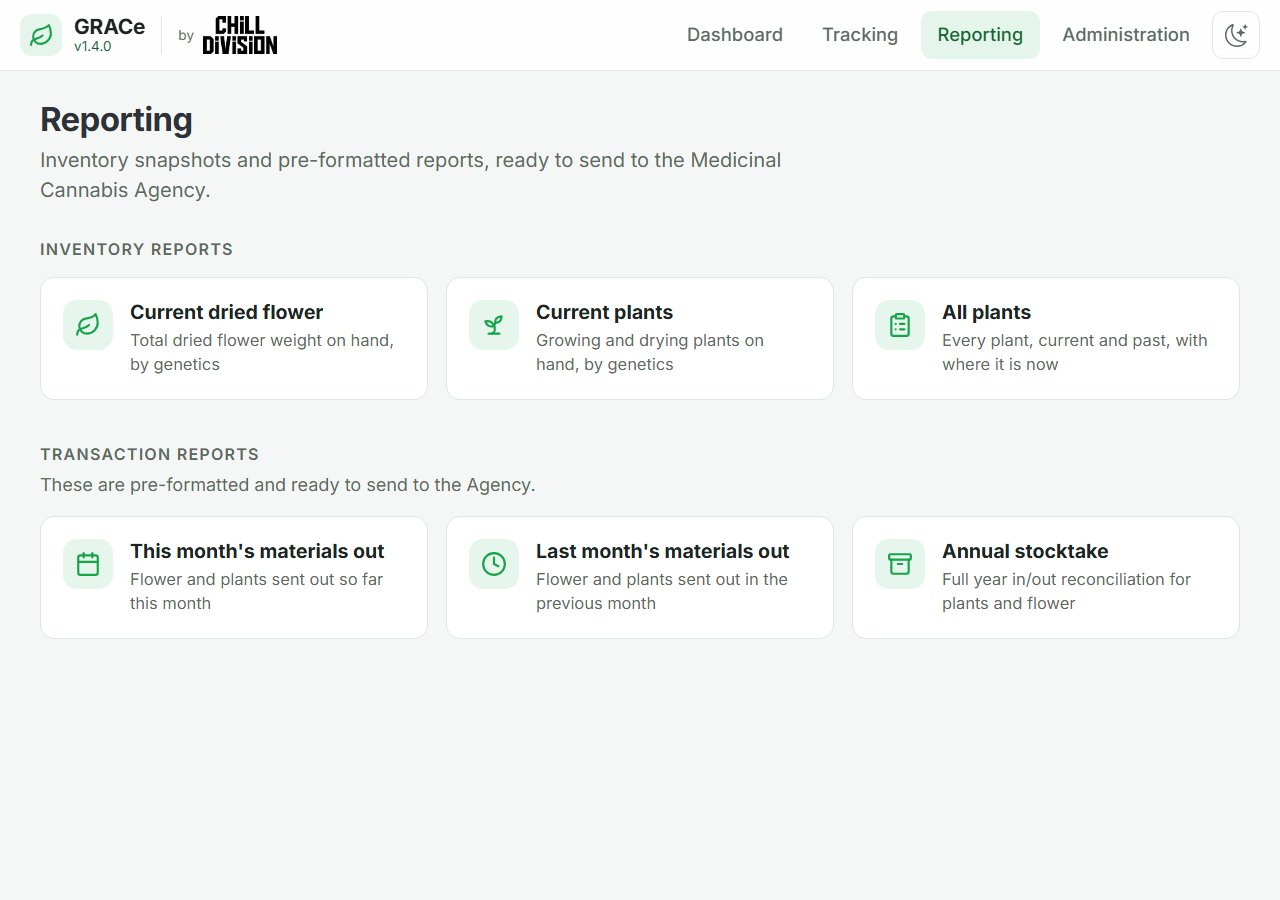 GRACe
v1.4.0
by
CHiLL
DiViSiON
Dashboard
Tracking
Reporting
Administration
Reporting
Inventory snapshots and pre-formatted reports, ready to send to the Medicinal
Cannabis Agency.
INVENTORY REPORTS
Current dried flower
Total dried flower weight on hand,
by genetics
Current plants
Growing and drying plants on
hand, by genetics
All plants
Every plant, current and past, with
where it is now
TRANSACTION REPORTS
These are pre-formatted and ready to send to the Agency.
This month's materials out
Flower and plants sent out so far
this month
Last month's materials out
Flower and plants sent out in the
previous month
Annual stocktake
Full year in/out reconciliation for
plants and flower